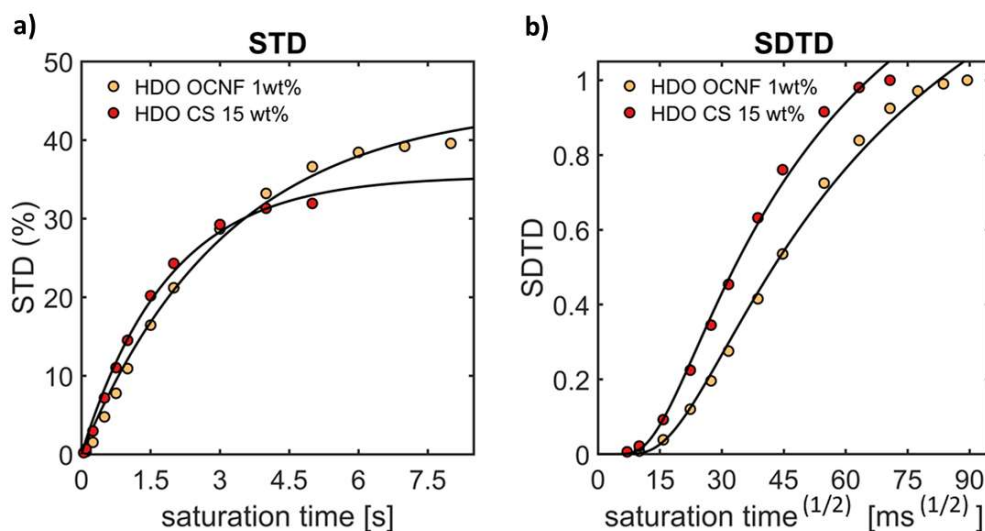 a)
STD
50
40
30
20
10
0
STD (%)
HDO OCNF 1wt%
HDO CS 15 wt%
0 1.5 3 4.5 6 7.5
saturation time [s]
b)
SDTD
1
0.8
0.6
0.4
0.2
0
SDTD
HDO OCNF 1wt%
HDO CS 15 wt%
0 15 30 45 60 75 90
saturation time^(1/2) [ms^(1/2)]